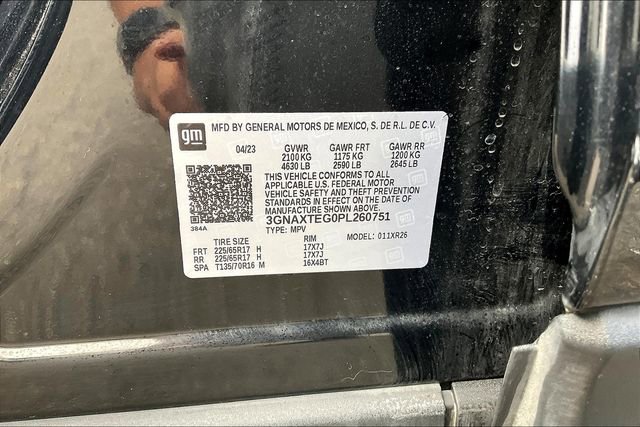 gm
MFD BY GENERAL MOTORS DE MEXICO, S. DE R.L. DE C.V.
04/23 GVWR GAWR FRT GAWR RR
2100 KG 1175 KG 1200 KG
4630 LB 2590 LB 2645 LB
THIS VEHICLE CONFORMS TO ALL
APPLICABLE U.S. FEDERAL MOTOR
VEHICLE SAFETY AND THEFT PREVENTION
STANDARDS IN EFFECT ON THE DATE OF
MANUFACTURE SHOWN ABOVE.
3GNAXTEG0PL260751
384A TYPE: MPV MODEL: 011XR26
TIRE SIZE RIM
FRT 225/65R17 H 17X7J
RR 225/65R17 H 17X7J
SPA T135/70R16 M 16X4BT